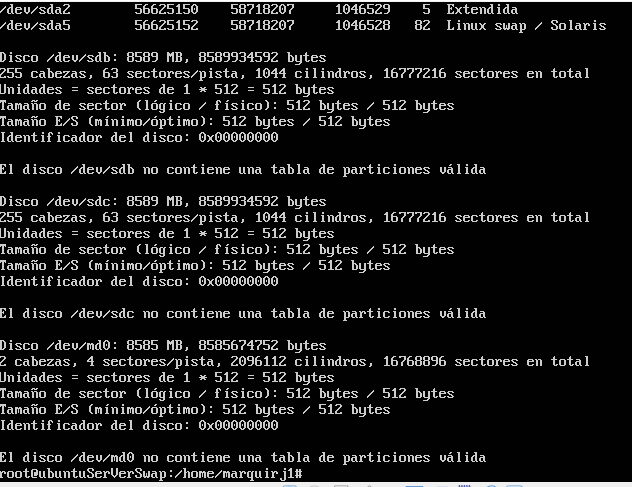 /dev/sda2 56625150 58718207 1046529 5 Extendida
/dev/sda5 56625152 58718207 1046528 82 Linux swap / Solaris
Disco /dev/sdb: 8589 MB, 8589934592 bytes
255 cabezas, 63 sectores/pista, 1044 cilindros, 16777216 sectores en total
Unidades = sectores de 1 * 512 = 512 bytes
Tamaño de sector (lógico / físico): 512 bytes / 512 bytes
Tamaño E/S (mínimo/óptimo): 512 bytes / 512 bytes
Identificador del disco: 0x00000000
El disco /dev/sdb no contiene una tabla de particiones válida
Disco /dev/sdc: 8589 MB, 8589934592 bytes
255 cabezas, 63 sectores/pista, 1044 cilindros, 16777216 sectores en total
Unidades = sectores de 1 * 512 = 512 bytes
Tamaño de sector (lógico / físico): 512 bytes / 512 bytes
Tamaño E/S (mínimo/óptimo): 512 bytes / 512 bytes
Identificador del disco: 0x00000000
El disco /dev/sdc no contiene una tabla de particiones válida
Disco /dev/md0: 8585 MB, 8585674752 bytes
2 cabezas, 4 sectores/pista, 2096112 cilindros, 16768896 sectores en total
Unidades = sectores de 1 * 512 = 512 bytes
Tamaño de sector (lógico / físico): 512 bytes / 512 bytes
Tamaño E/S (mínimo/óptimo): 512 bytes / 512 bytes
Identificador del disco: 0x00000000
El disco /dev/md0 no contiene una tabla de particiones válida
root@ubuntuSerVerSwap:/home/marquirj1#